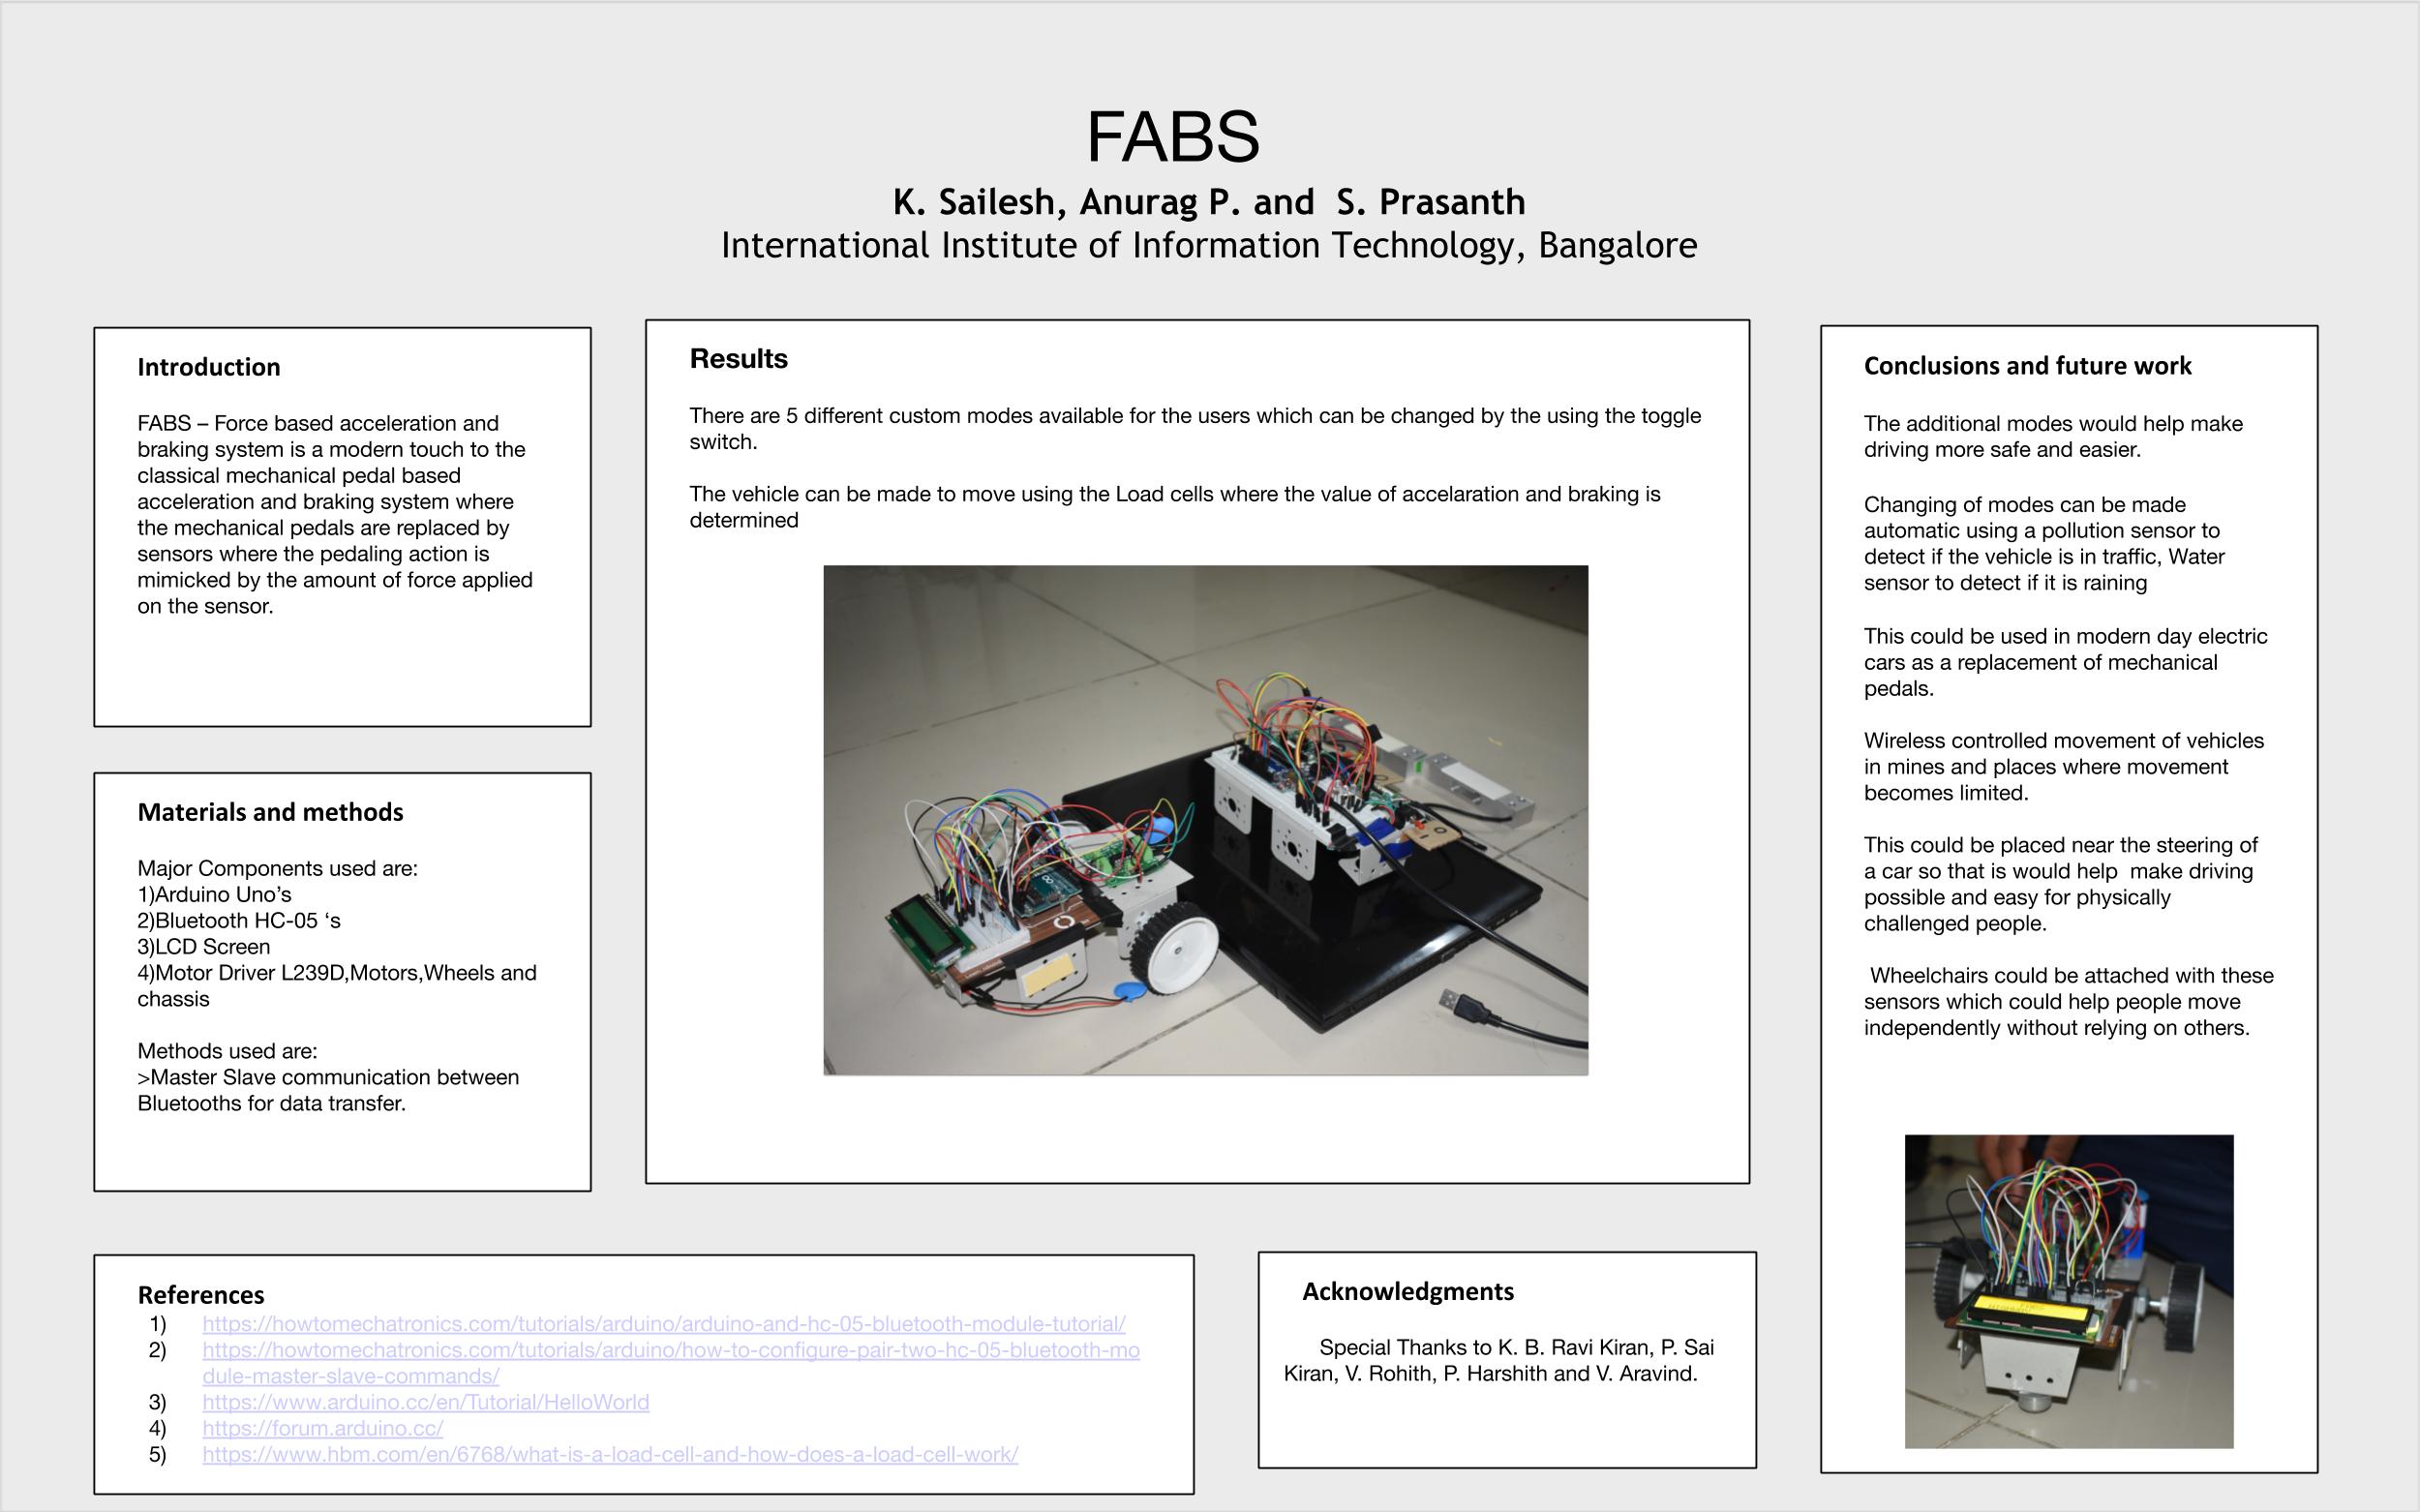 FABS
K. Sailesh, Anurag P. and  S. Prasanth
International Institute of Information Technology, Bangalore
Introduction
FABS – Force based acceleration and
braking system is a modern touch to the
classical mechanical pedal based
acceleration and braking system where
the mechanical pedals are replaced by
sensors where the pedaling action is
mimicked by the amount of force applied
on the sensor.
Materials and methods
Major Components used are:
1)Arduino Uno’s
2)Bluetooth HC-05 ‘s
3)LCD Screen
4)Motor Driver L239D,Motors,Wheels and
chassis
Methods used are:
>Master Slave communication between
Bluetooths for data transfer.
Results
There are 5 different custom modes available for the users which can be changed by the using the toggle
switch.
The vehicle can be made to move using the Load cells where the value of accelaration and braking is
determined
Conclusions and future work
The additional modes would help make
driving more safe and easier.
Changing of modes can be made
automatic using a pollution sensor to
detect if the vehicle is in traffic, Water
sensor to detect if it is raining
This could be used in modern day electric
cars as a replacement of mechanical
pedals.
Wireless controlled movement of vehicles
in mines and places where movement
becomes limited.
This could be placed near the steering of
a car so that is would help  make driving
possible and easy for physically
challenged people.
Wheelchairs could be attached with these
sensors which could help people move
independently without relying on others.
References
1) https://howtomechatronics.com/tutorials/arduino/arduino-and-hc-05-bluetooth-module-tutorial/
2) https://howtomechatronics.com/tutorials/arduino/how-to-configure-pair-two-hc-05-bluetooth-mo
dule-master-slave-commands/
3) https://www.arduino.cc/en/Tutorial/HelloWorld
4) https://forum.arduino.cc/
5) https://www.hbm.com/en/6768/what-is-a-load-cell-and-how-does-a-load-cell-work/
Acknowledgments
Special Thanks to K. B. Ravi Kiran, P. Sai
Kiran, V. Rohith, P. Harshith and V. Aravind.